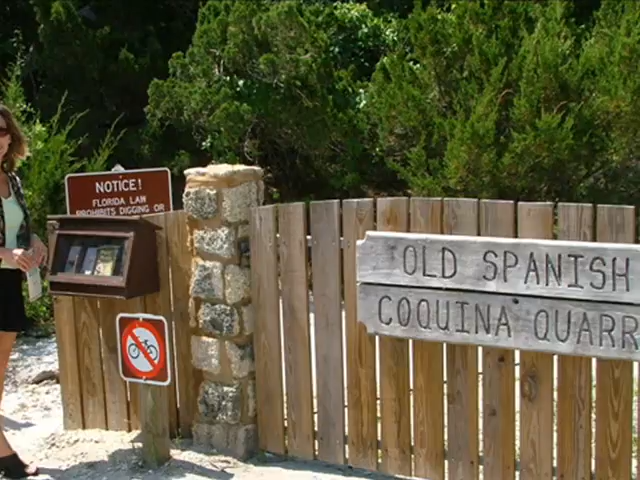 NOTICE!
FLORIDA LAW
PROHIBITS DIGGING OR
OLD SPANISH
COQUINA QUARR